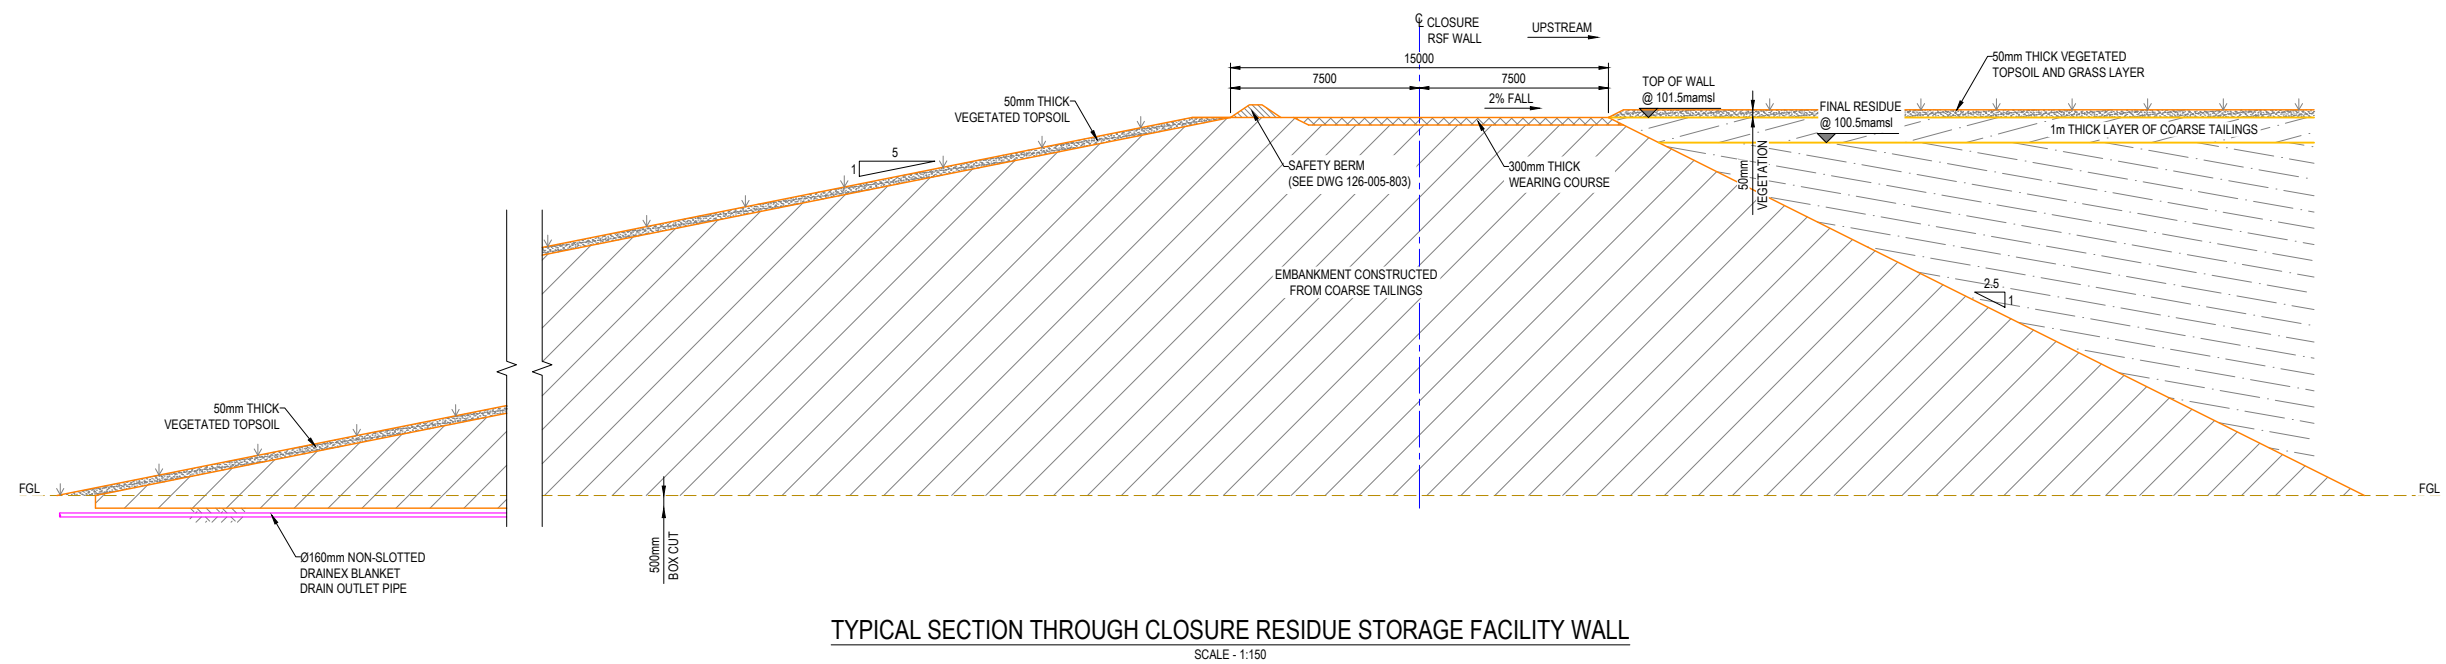 ℄ CLOSURE
RSF WALL
UPSTREAM
15000
7500
7500
2% FALL
50mm THICK
VEGETATED TOPSOIL
TOP OF WALL
@ 101.5mamsl
FINAL RESIDUE
@ 100.5mamsl
50mm THICK VEGETATED
TOPSOIL AND GRASS LAYER
1m THICK LAYER OF COARSE TAILINGS
5
1
SAFETY BERM
(SEE DWG 126-005-803)
300mm THICK
WEARING COURSE
50mm
VEGETATION
EMBANKMENT CONSTRUCTED
FROM COARSE TAILINGS
2.5
1
50mm THICK
VEGETATED TOPSOIL
FGL
FGL
500mm
BOX CUT
Ø160mm NON-SLOTTED
DRAINEX BLANKET
DRAIN OUTLET PIPE
TYPICAL SECTION THROUGH CLOSURE RESIDUE STORAGE FACILITY WALL
SCALE - 1:150